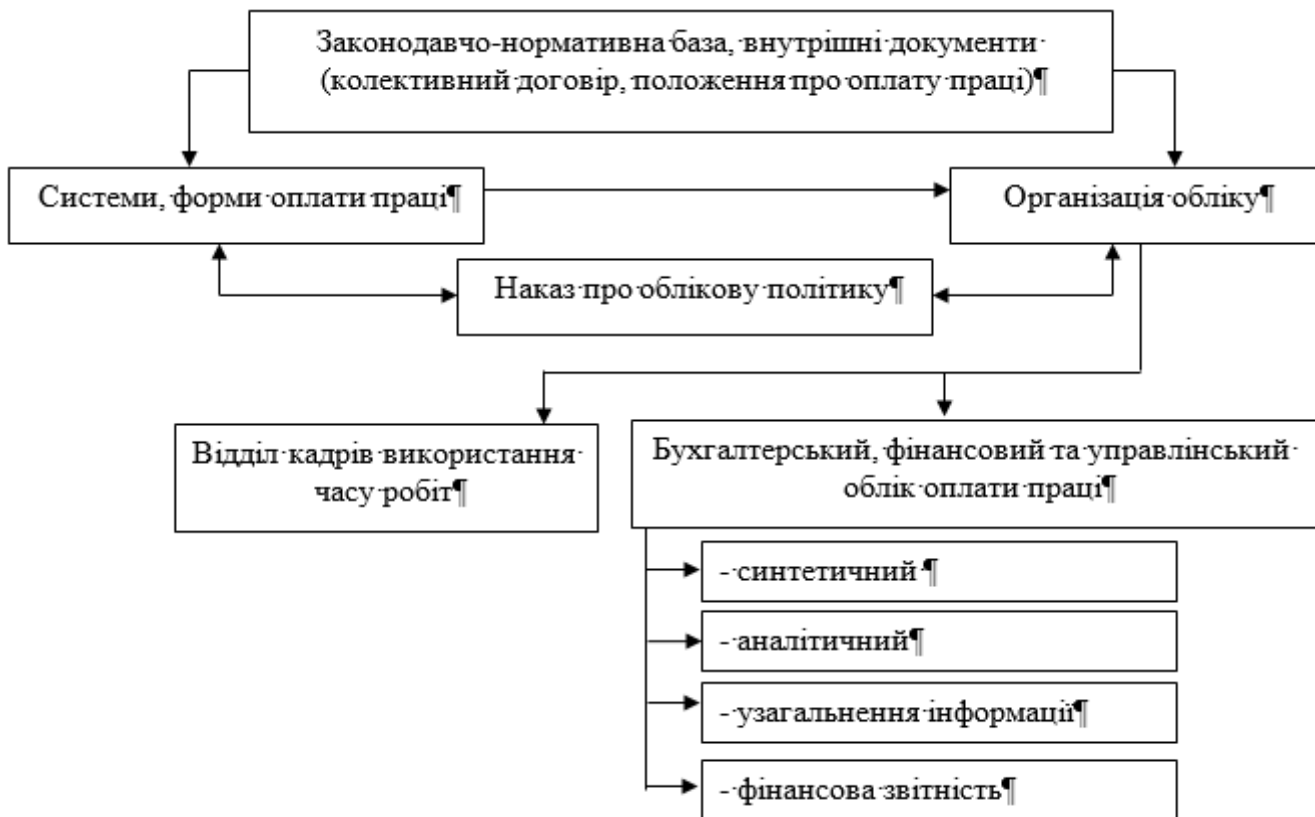 Законодавчо-нормативна база, внутрішні документи
(колективний договір, положення про оплату праці)¶
Системи, форми оплати праці¶
Організація обліку¶
Наказ про облікову політику¶
Відділ кадрів використання
часу робіт¶
Бухгалтерський, фінансовий та управлінський
облік оплати праці¶
- синтетичний ¶
- аналітичний¶
- узагальнення інформації¶
- фінансова звітність¶